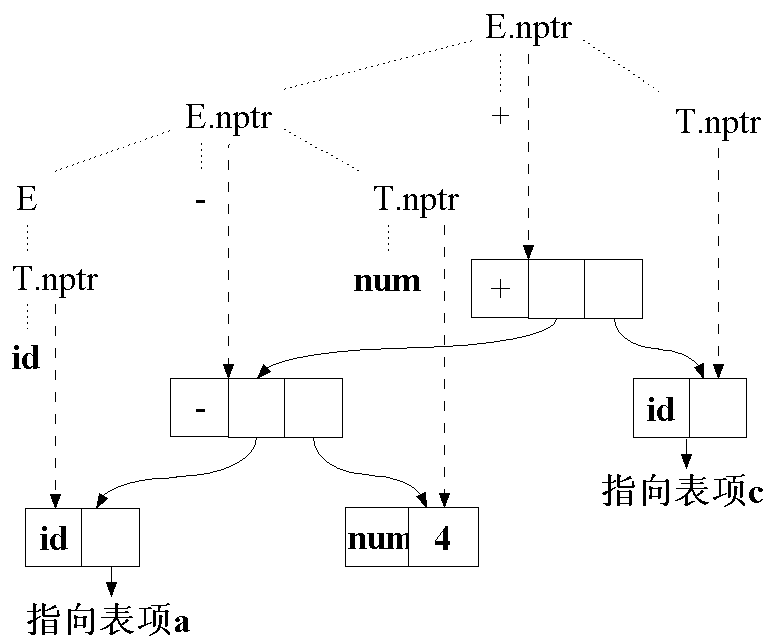 E.nptr
E.nptr
+
T.nptr
E
-
T.nptr
T.nptr
num
+
id
-
id
指向表项c
id
num 4
指向表项a